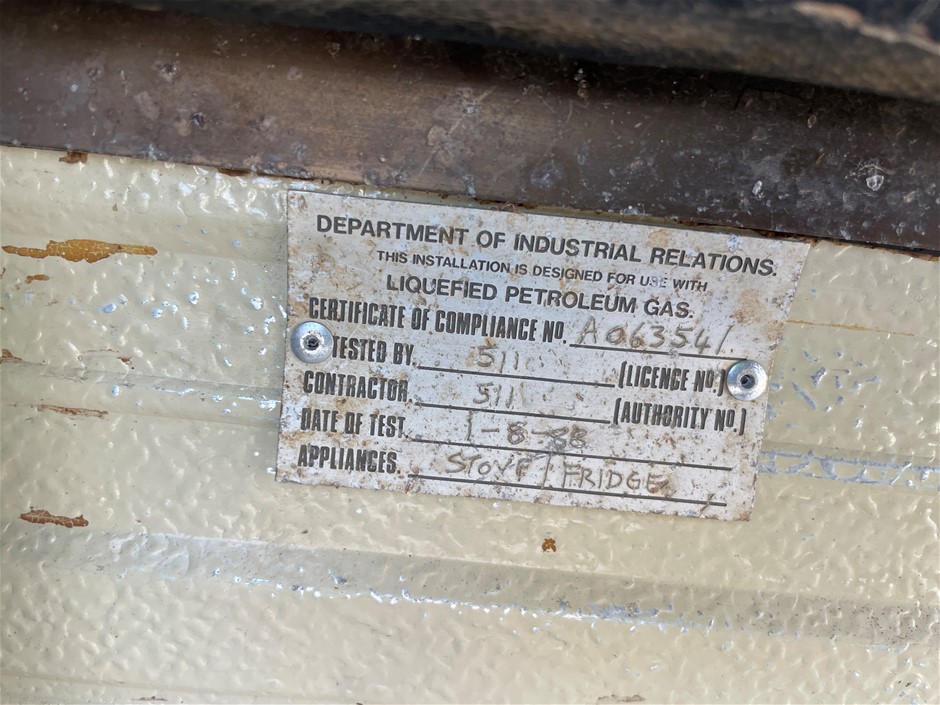 DEPARTMENT OF INDUSTRIAL RELATIONS.
THIS INSTALLATION IS DESIGNED FOR USE WITH
LIQUEFIED PETROLEUM GAS.
CERTIFICATE OF COMPLIANCE NO. A063541
TESTED BY. 511 (LICENCE NO.)
CONTRACTOR. 511 (AUTHORITY NO.)
DATE OF TEST. 1-8-88
APPLIANCES. STOVE / FRIDGE